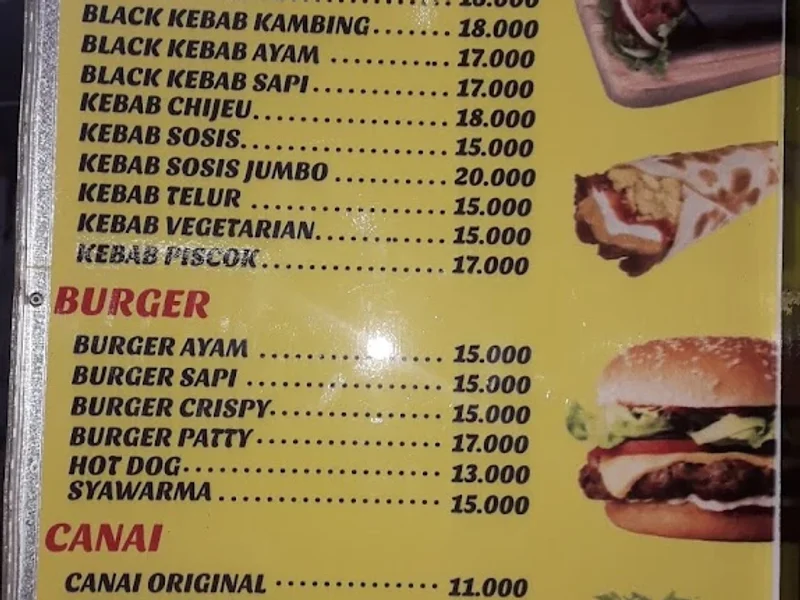 BLACK KEBAB KAMBING....... 18.000
BLACK KEBAB AYAM ........... 17.000
BLACK KEBAB SAPI............. 17.000
KEBAB CHIJEU................... 18.000
KEBAB SOSIS.................... 15.000
KEBAB SOSIS JUMBO .......... 20.000
KEBAB TELUR .................. 15.000
KEBAB VEGETARIAN............ 15.000
KEBAB PISCOK................. 17.000
BURGER
BURGER AYAM ................. 15.000
BURGER SAPI .................. 15.000
BURGER CRISPY................ 15.000
BURGER PATTY................. 17.000
HOT DOG........................ 13.000
SYAWARMA .................... 15.000
CANAI
CANAI ORIGINAL .............. 11.000